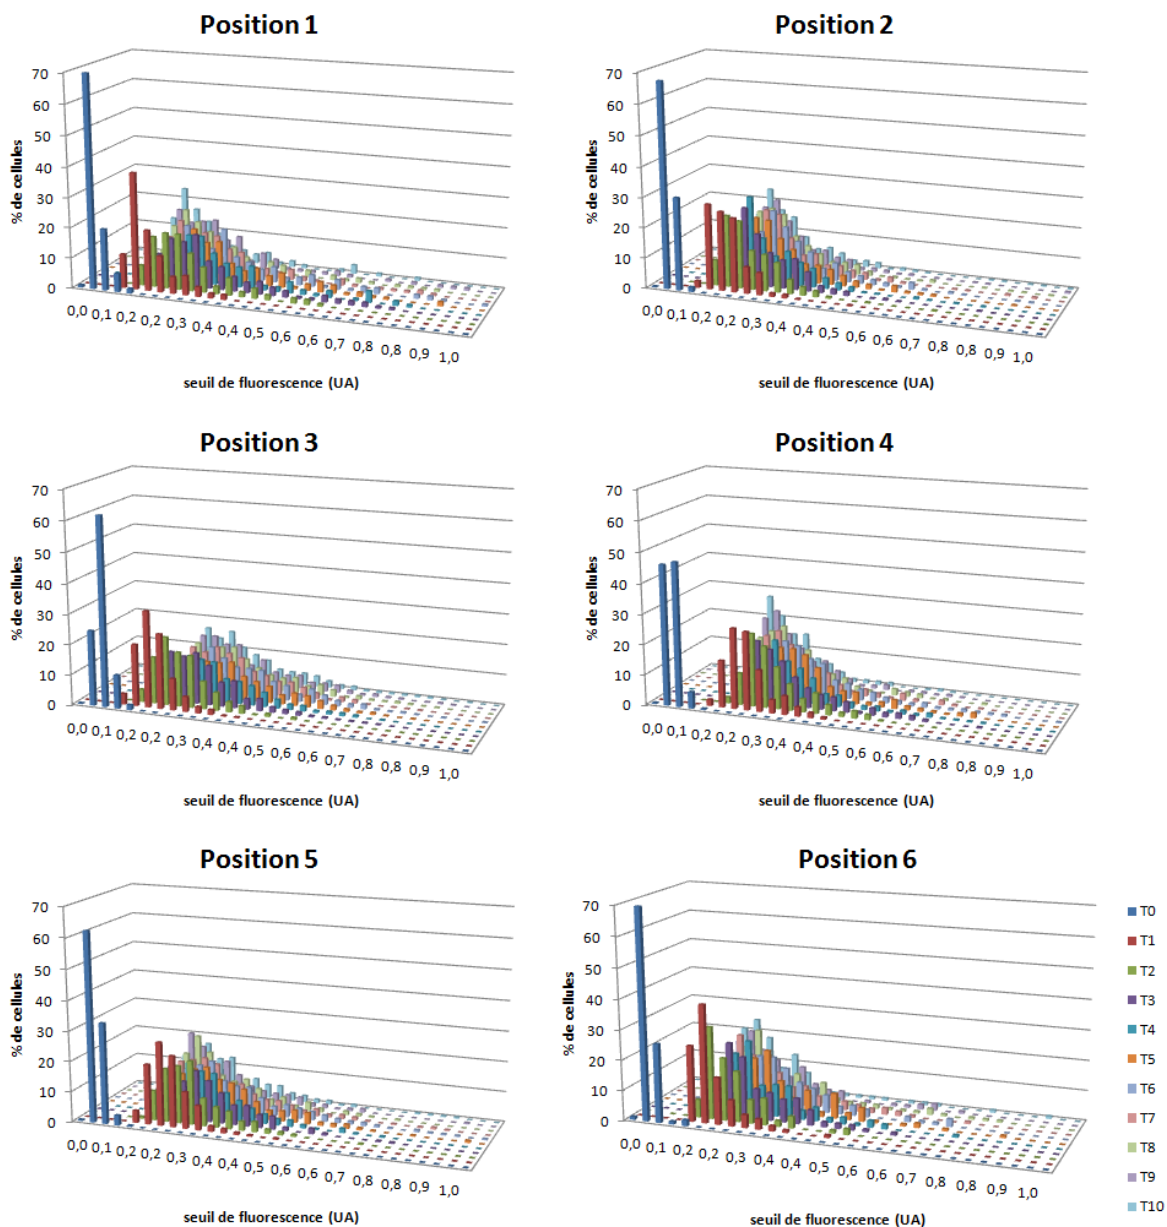 Position 1
70
60
50
40
30
20
10
0
% de cellules
0,0 0,1 0,2 0,2 0,3 0,4 0,4 0,5 0,6 0,6 0,7 0,8 0,8 0,9 1,0
seuil de fluorescence (UA)
Position 2
70
60
50
40
30
20
10
0
% de cellules
0,0 0,1 0,2 0,2 0,3 0,4 0,4 0,5 0,6 0,6 0,7 0,8 0,8 0,9 1,0
seuil de fluorescence (UA)
Position 3
70
60
50
40
30
20
10
0
% de cellules
0,0 0,1 0,2 0,2 0,3 0,4 0,4 0,5 0,6 0,6 0,7 0,8 0,8 0,9 1,0
seuil de fluorescence (UA)
Position 4
70
60
50
40
30
20
10
0
% de cellules
0,0 0,1 0,2 0,2 0,3 0,4 0,4 0,5 0,6 0,6 0,7 0,8 0,8 0,9 1,0
seuil de fluorescence (UA)
Position 5
70
60
50
40
30
20
10
0
% de cellules
0,0 0,1 0,2 0,2 0,3 0,4 0,4 0,5 0,6 0,6 0,7 0,8 0,8 0,9 1,0
seuil de fluorescence (UA)
Position 6
70
60
50
40
30
20
10
0
% de cellules
0,0 0,1 0,2 0,2 0,3 0,4 0,4 0,5 0,6 0,6 0,7 0,8 0,8 0,9 1,0
seuil de fluorescence (UA)
T0
T1
T2
T3
T4
T5
T6
T7
T8
T9
T10